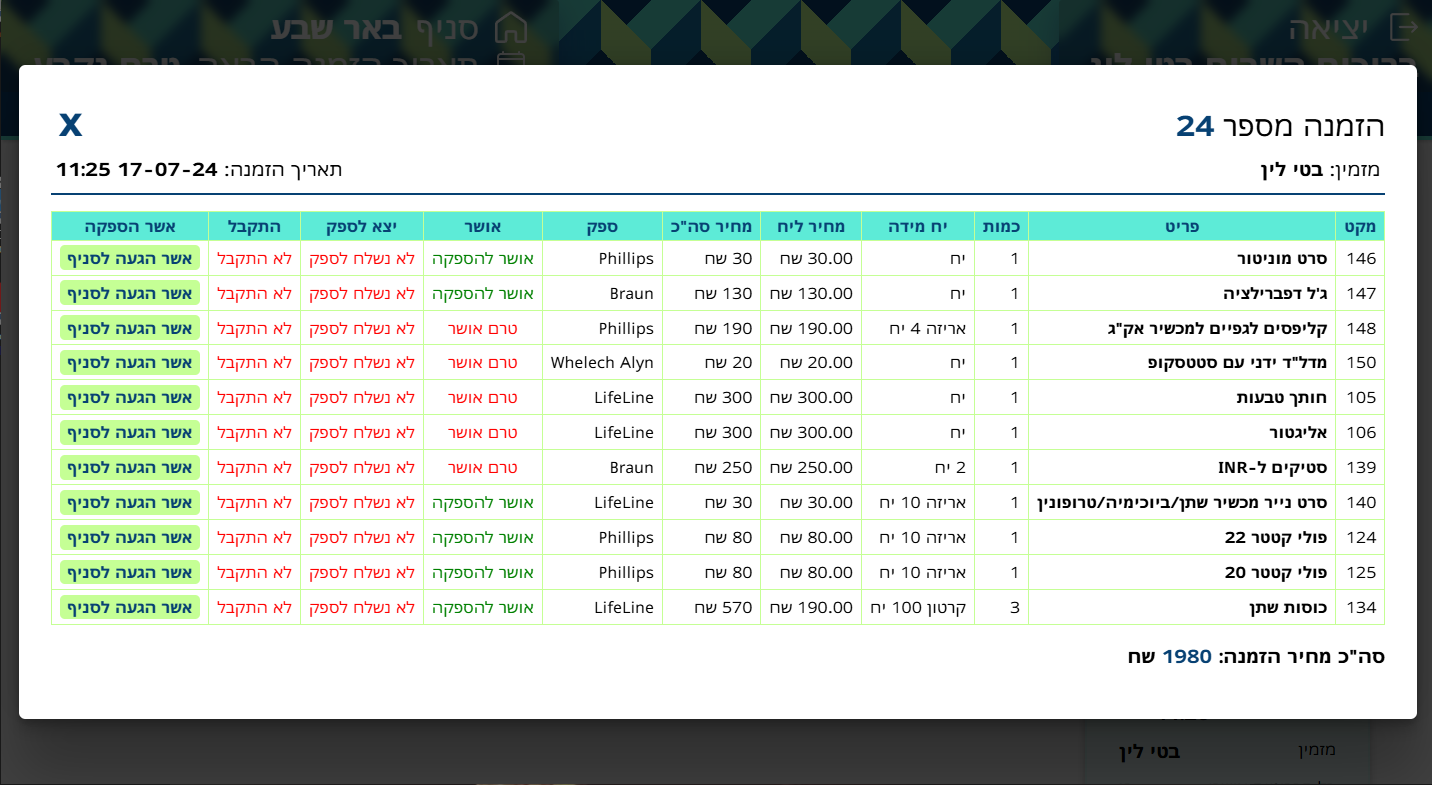 יציאה
סניף באר שבע
הזמנה מספר 24
X
מזמין: בטי לין
תאריך הזמנה: 17-07-24 11:25
מקט פריט כמות יח מידה מחיר ליח מחיר סה"כ ספק אושר יצא לספק התקבל אשר הספקה
146 סרט מוניטור 1 יח 30.00 שח 30 שח Phillips אושר להספקה לא נשלח לספק לא התקבל אשר הגעה לסניף
147 ג'ל דפברילציה 1 יח 130.00 שח 130 שח Braun אושר להספקה לא נשלח לספק לא התקבל אשר הגעה לסניף
148 קליפסים לגפיים למכשיר אק"ג 1 אריזה 4 יח 190.00 שח 190 שח Phillips טרם אושר לא נשלח לספק לא התקבל אשר הגעה לסניף
150 מדל"ד ידני עם סטטסקופ 1 יח 20.00 שח 20 שח Whelech Alyn טרם אושר לא נשלח לספק לא התקבל אשר הגעה לסניף
105 חותך טבעות 1 יח 300.00 שח 300 שח LifeLine טרם אושר לא נשלח לספק לא התקבל אשר הגעה לסניף
106 אליגטור 1 יח 300.00 שח 300 שח LifeLine טרם אושר לא נשלח לספק לא התקבל אשר הגעה לסניף
139 סטיקים ל-INR 1 2 יח 250.00 שח 250 שח Braun טרם אושר לא נשלח לספק לא התקבל אשר הגעה לסניף
140 סרט נייר מכשיר שתן/ביוכימיה/טרופונין 1 אריזה 10 יח 30.00 שח 30 שח LifeLine אושר להספקה לא נשלח לספק לא התקבל אשר הגעה לסניף
124 פולי קטטר 22 1 אריזה 10 יח 80.00 שח 80 שח Phillips אושר להספקה לא נשלח לספק לא התקבל אשר הגעה לסניף
125 פולי קטטר 20 1 אריזה 10 יח 80.00 שח 80 שח Phillips אושר להספקה לא נשלח לספק לא התקבל אשר הגעה לסניף
134 כוסות שתן 3 קרטון 100 יח 190.00 שח 570 שח LifeLine אושר להספקה לא נשלח לספק לא התקבל אשר הגעה לסניף
סה"כ מחיר הזמנה: 1980 שח
מזמין בטי לין